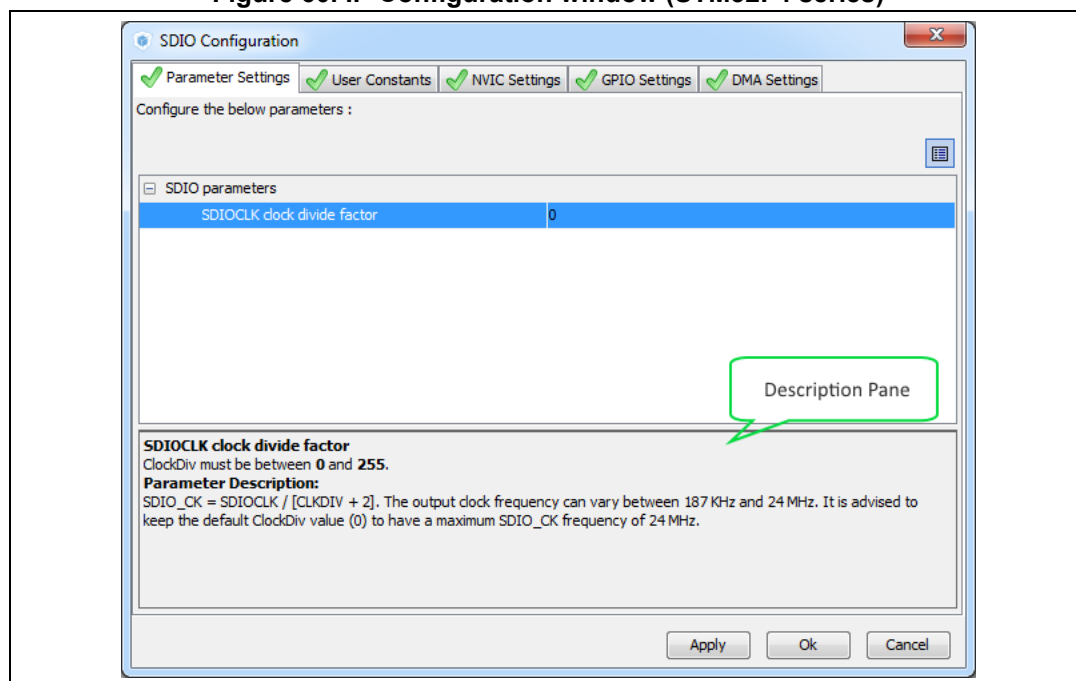 SDIO Configuration
Parameter Settings User Constants NVIC Settings GPIO Settings DMA Settings
Configure the below parameters :
SDIO parameters
SDIOCLK clock divide factor 0
Description Pane
SDIOCLK clock divide factor
ClockDiv must be between 0 and 255.
Parameter Description:
SDIO_CK = SDIOCLK / [CLKDIV + 2]. The output clock frequency can vary between 187 KHz and 24 MHz. It is advised to
keep the default ClockDiv value (0) to have a maximum SDIO_CK frequency of 24 MHz.
Apply Ok Cancel